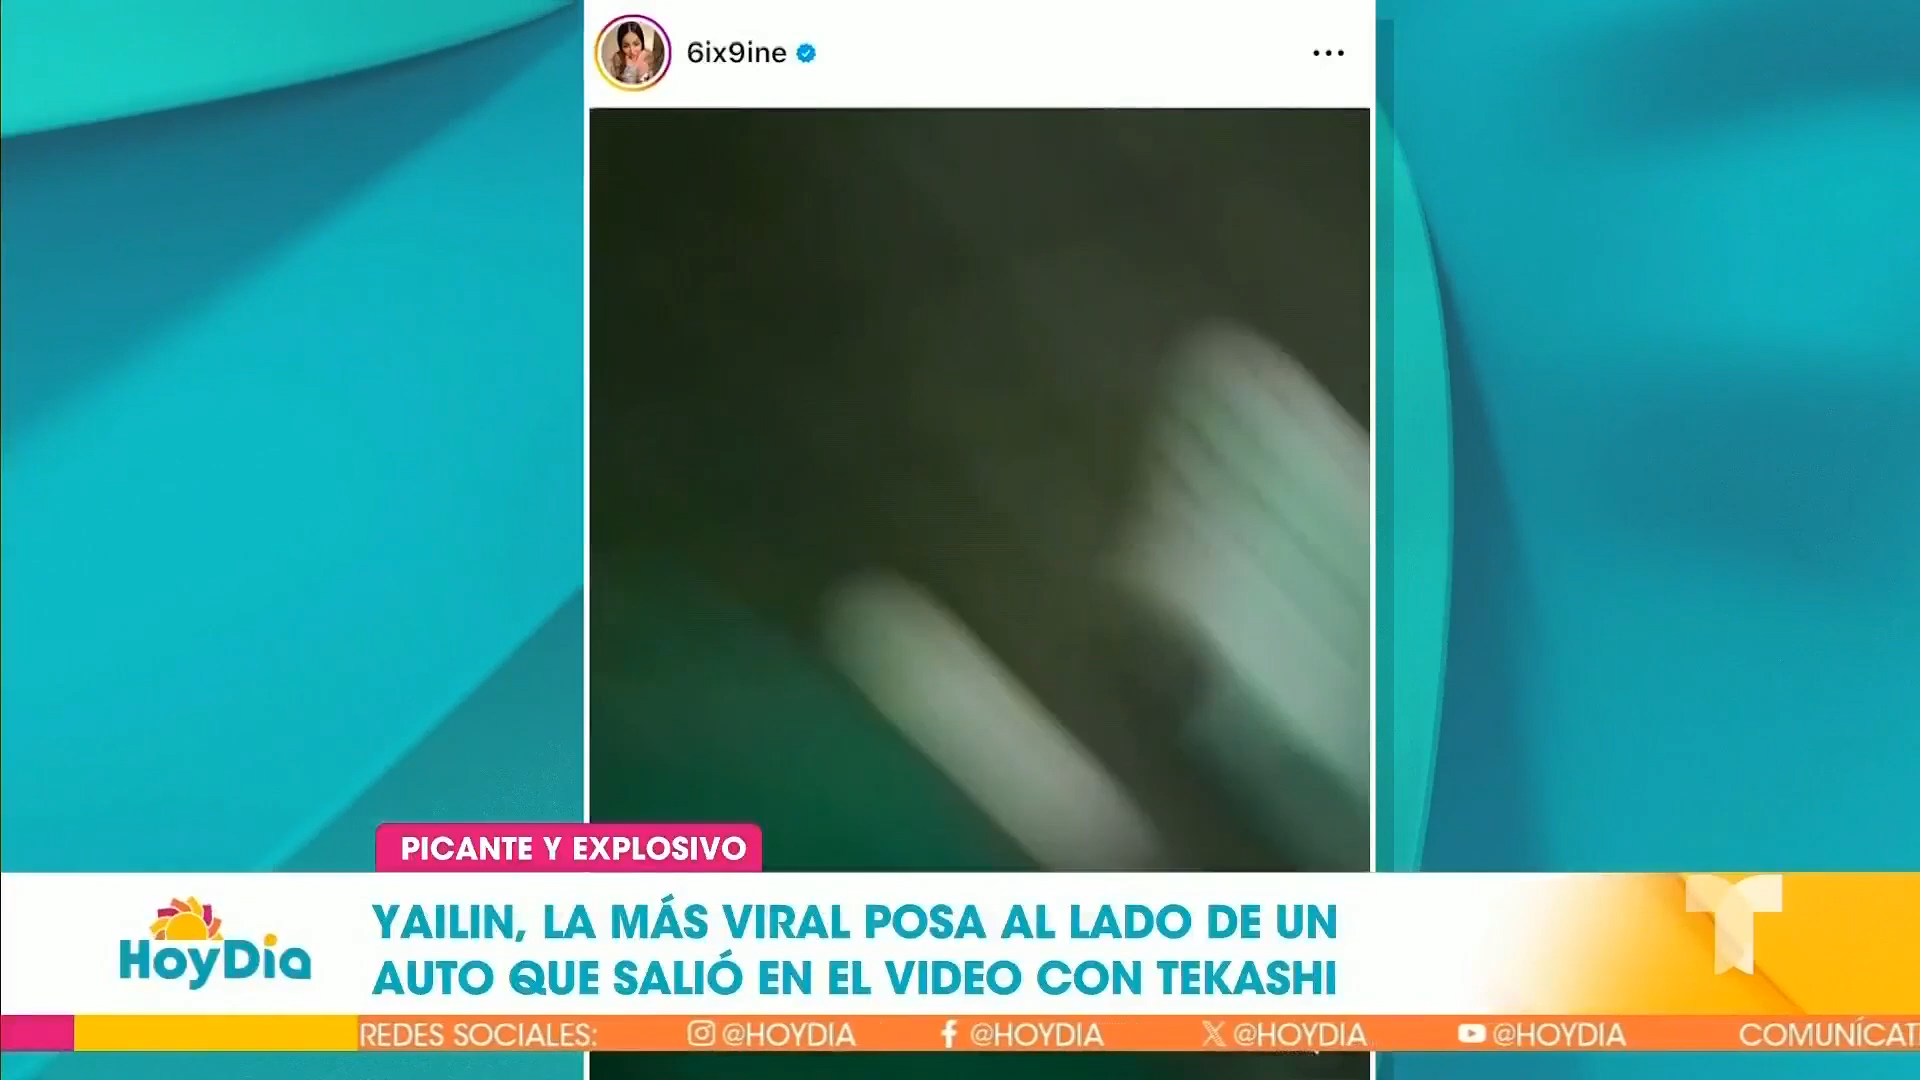 6ix9ine
PICANTE Y EXPLOSIVO
HoyDía
YAILIN, LA MÁS VIRAL POSA AL LADO DE UN
AUTO QUE SALIÓ EN EL VIDEO CON TEKASHI
REDES SOCIALES: @HOYDIA @HOYDIA @HOYDIA @HOYDIA COMUNÍCAT